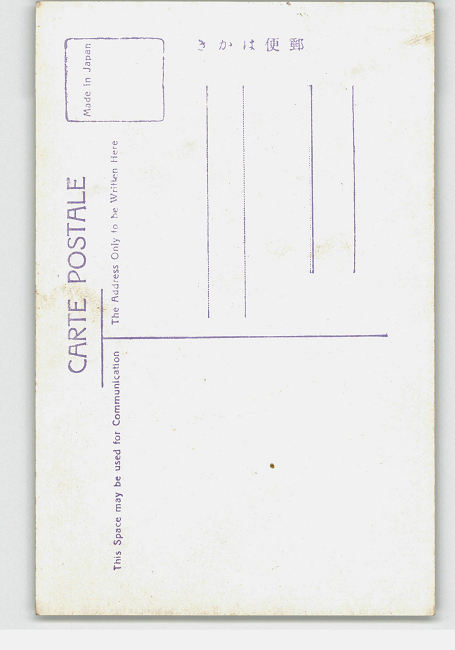 郵便はかき
Made in Japan
CARTE POSTALE
The Address Only to be Written Here
This Space may be used for Communication